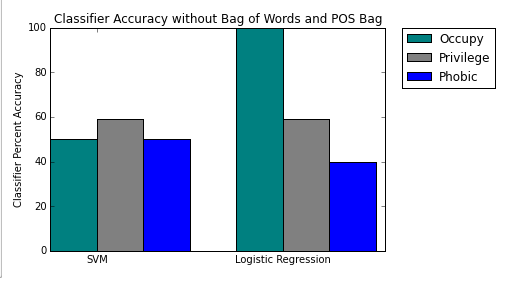 Classifier Accuracy without Bag of Words and POS Bag
Classifier Percent Accuracy
100
80
60
40
20
0
SVM
Logistic Regression
Occupy
Privilege
Phobic